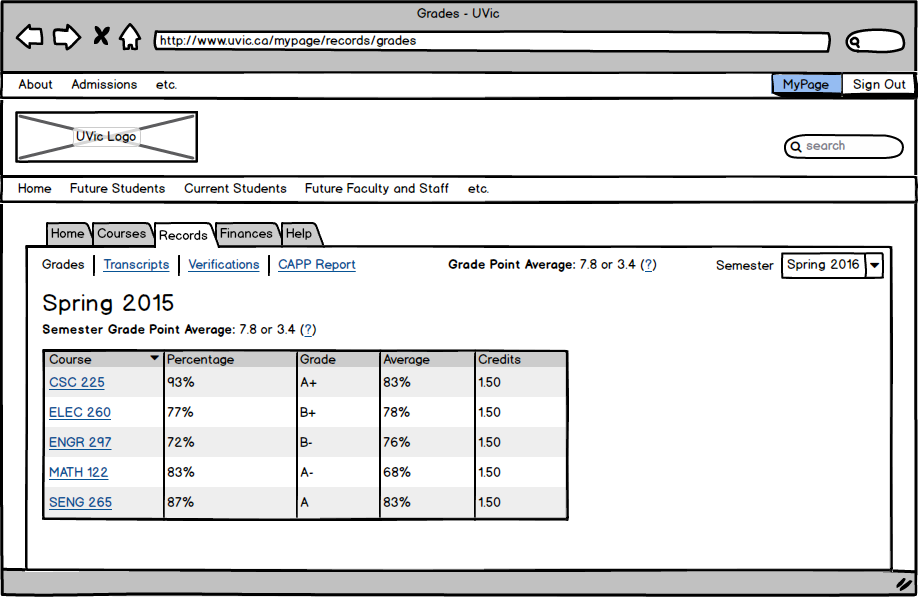 Grades - UVic
http://www.uvic.ca/mypage/records/grades
About Admissions etc. MyPage Sign Out
UVic Logo
search
Home Future Students Current Students Future Faculty and Staff etc.
Home Courses Records Finances Help
Grades Transcripts Verifications CAPP Report Grade Point Average: 7.8 or 3.4 (?) Semester Spring 2016
Spring 2015
Semester Grade Point Average: 7.8 or 3.4 (?)
Course Percentage Grade Average Credits
CSC 225 93% A+ 83% 1.50
ELEC 260 77% B+ 78% 1.50
ENGR 297 72% B- 76% 1.50
MATH 122 83% A- 68% 1.50
SENG 265 87% A 83% 1.50